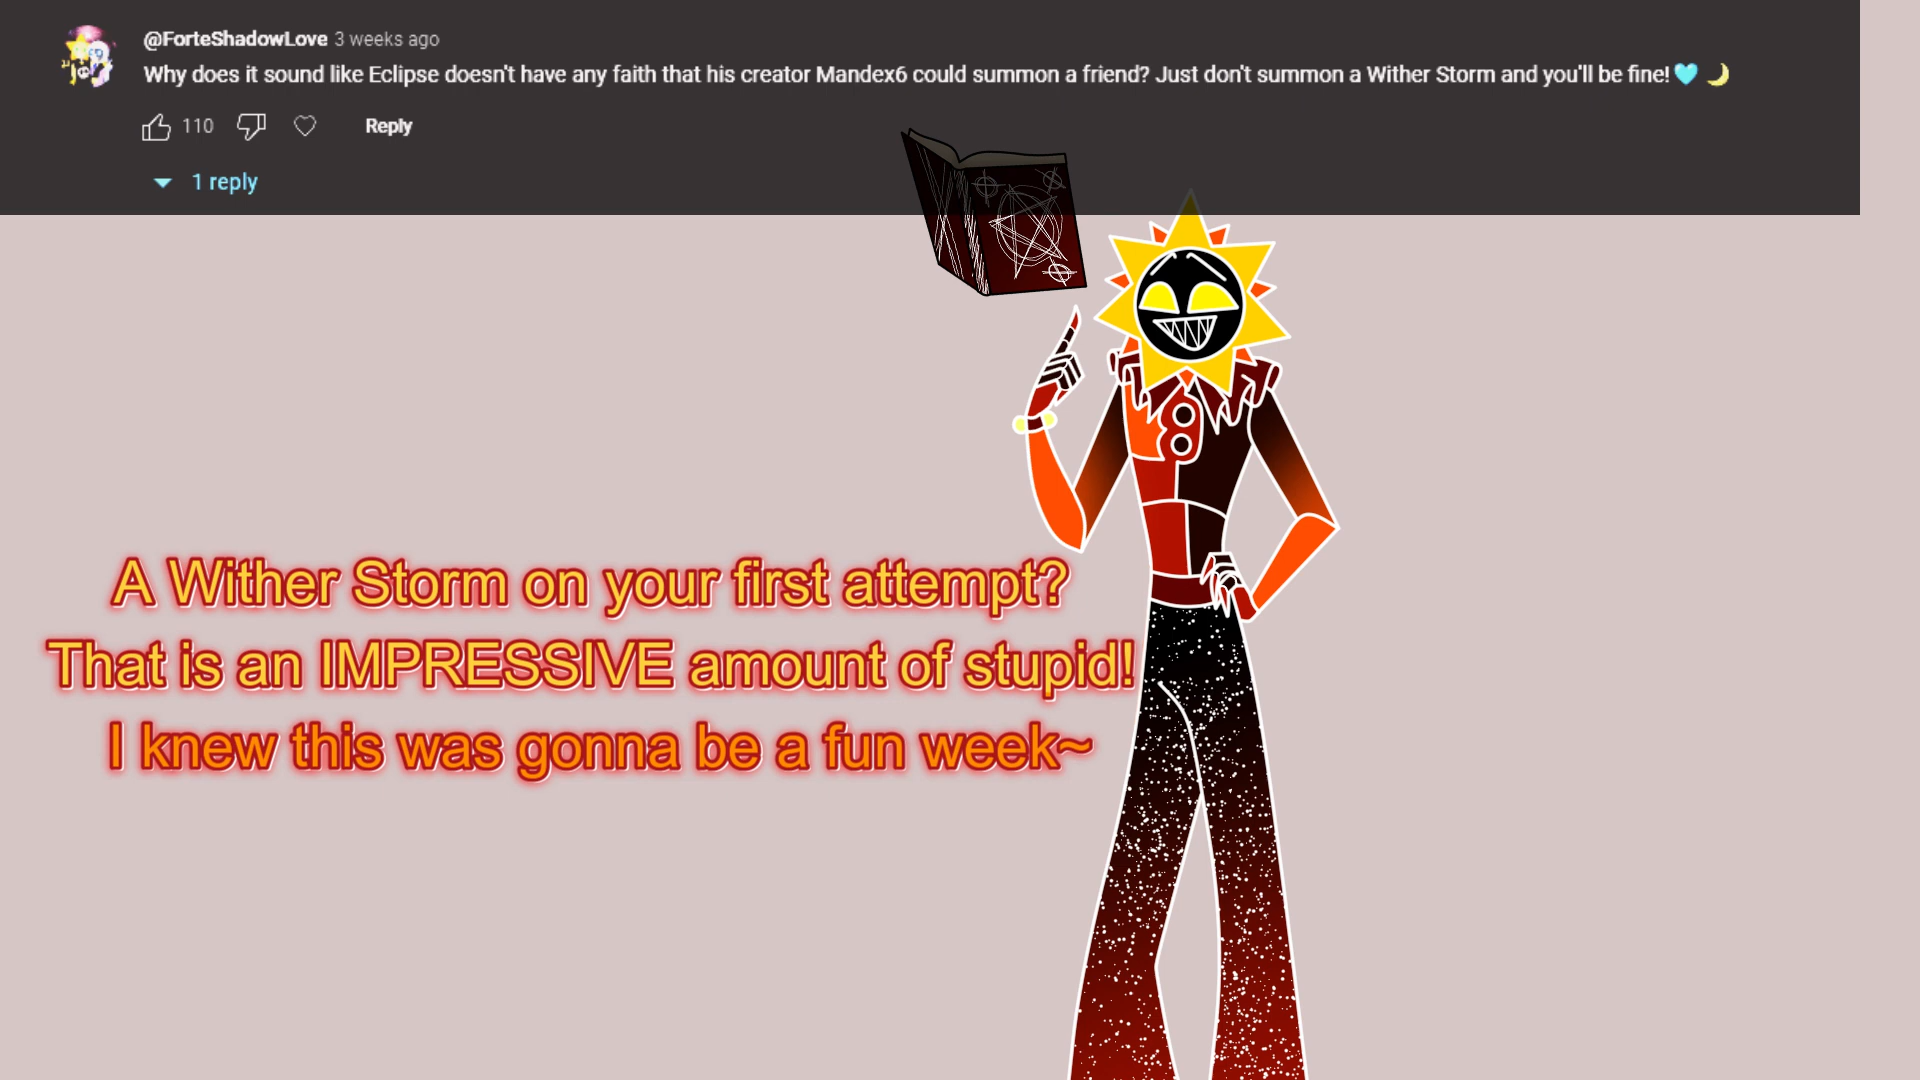 @ForteShadowLove 3 weeks ago
Why does it sound like Eclipse doesn't have any faith that his creator Mandex6 could summon a friend? Just don't summon a Wither Storm and you'll be fine!🩵 🌙
110 Reply
1 reply
A Wither Storm on your first attempt?
That is an IMPRESSIVE amount of stupid!
I knew this was gonna be a fun week~